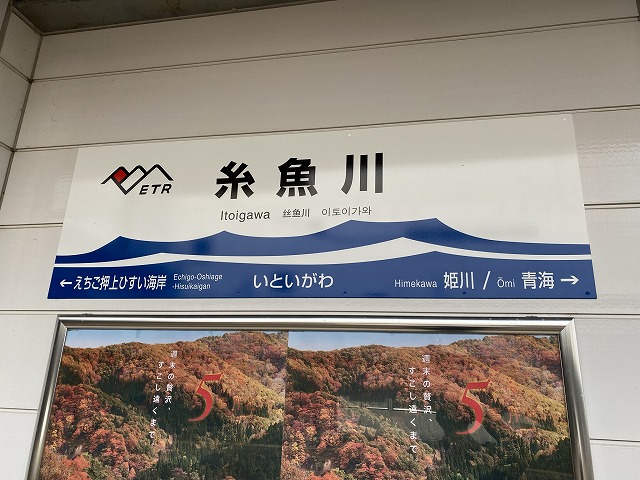 ETR
糸魚川
Itoigawa 丝鱼川 이토이가와
← えちご押上ひすい海岸 Echigo-Oshiage -Hisuikaigan いといがわ Himekawa 姫川 / Ōmi 青海 →
週末の贅沢、
すこし遠くまで。
5
週末の贅沢、
すこし遠くまで。
5